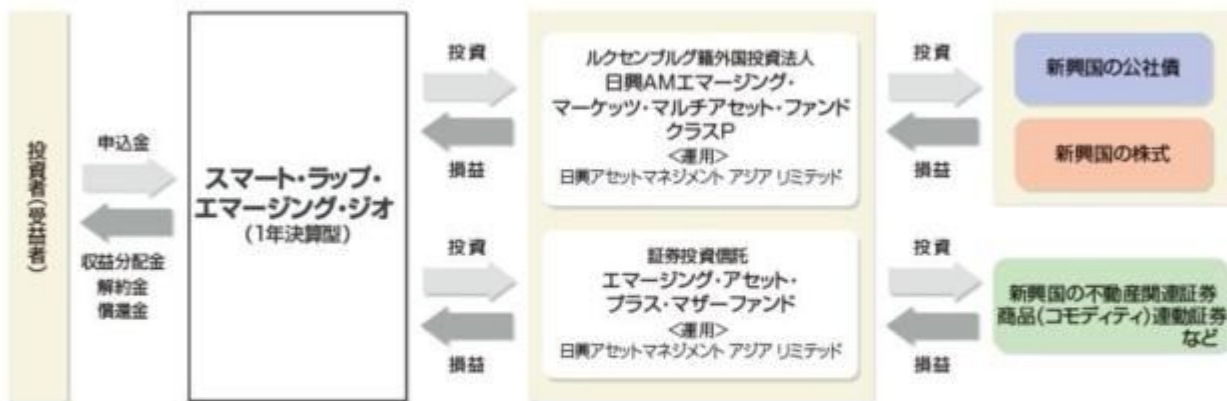 投資者(受益者)
申込金
収益分配金
解約金
償還金
スマート・ラップ・
エマージング・ジオ
(1年決算型)
投資
損益
投資
損益
ルクセンブルグ籍外国投資法人
日興AMエマージング・
マーケッツ・マルチアセット・ファンド
クラスP
<運用>
日興アセットマネジメント アジア リミテッド
証券投資信託
エマージング・アセット・
プラス・マザーファンド
<運用>
日興アセットマネジメント アジア リミテッド
投資
損益
投資
損益
新興国の公社債
新興国の株式
新興国の不動産関連証券
商品(コモディティ)連動証券
など